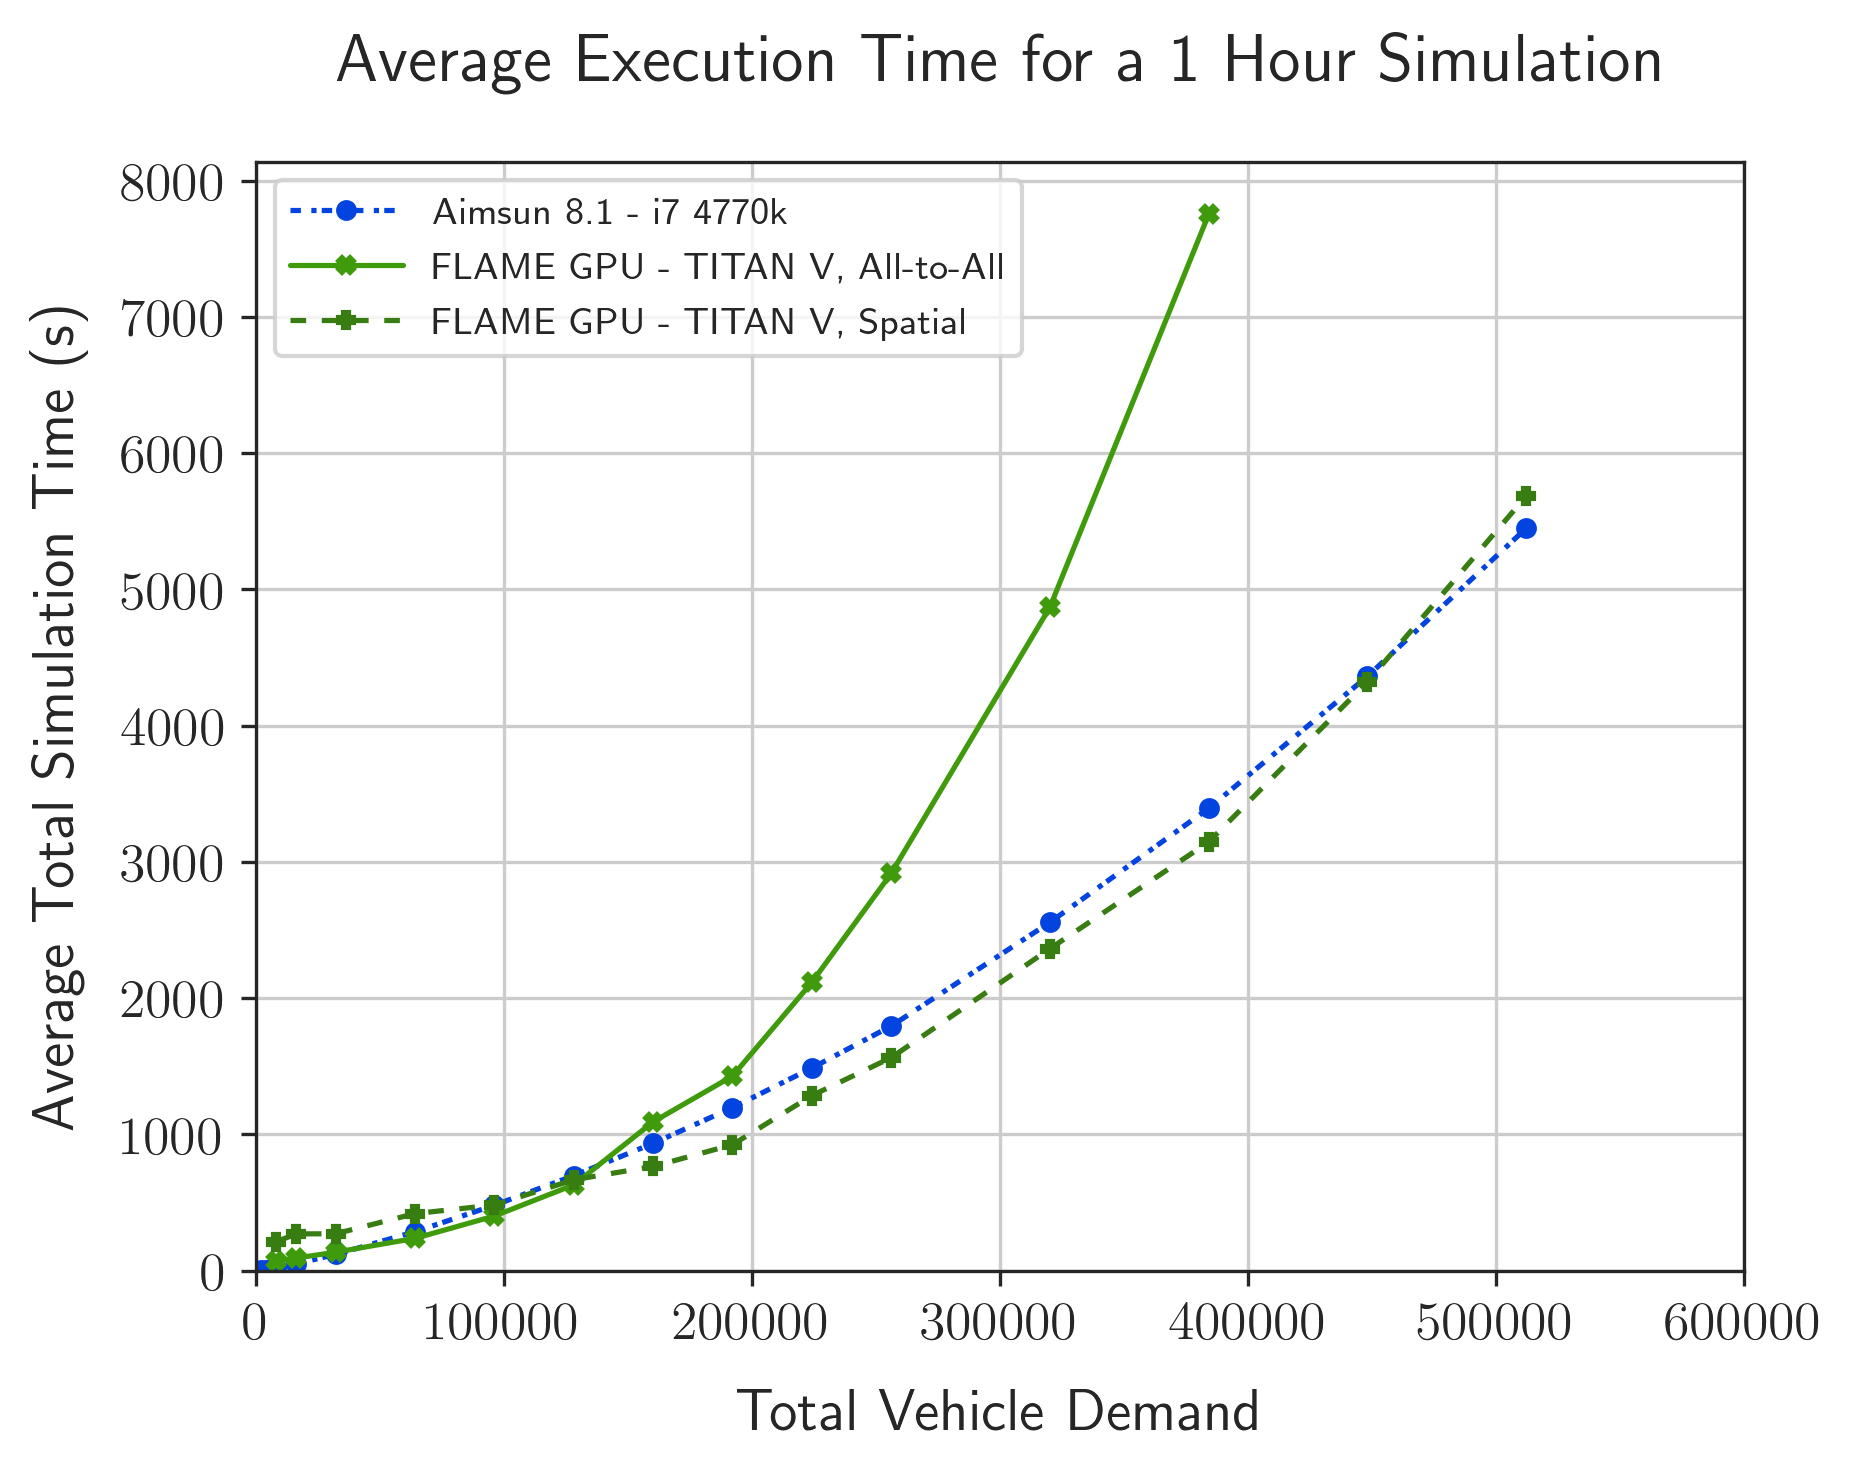 Average Execution Time for a 1 Hour Simulation
Aimsun 8.1 - i7 4770k
FLAME GPU - TITAN V, All-to-All
FLAME GPU - TITAN V, Spatial
Average Total Simulation Time (s)
8000
7000
6000
5000
4000
3000
2000
1000
0
0 100000 200000 300000 400000 500000 600000
Total Vehicle Demand